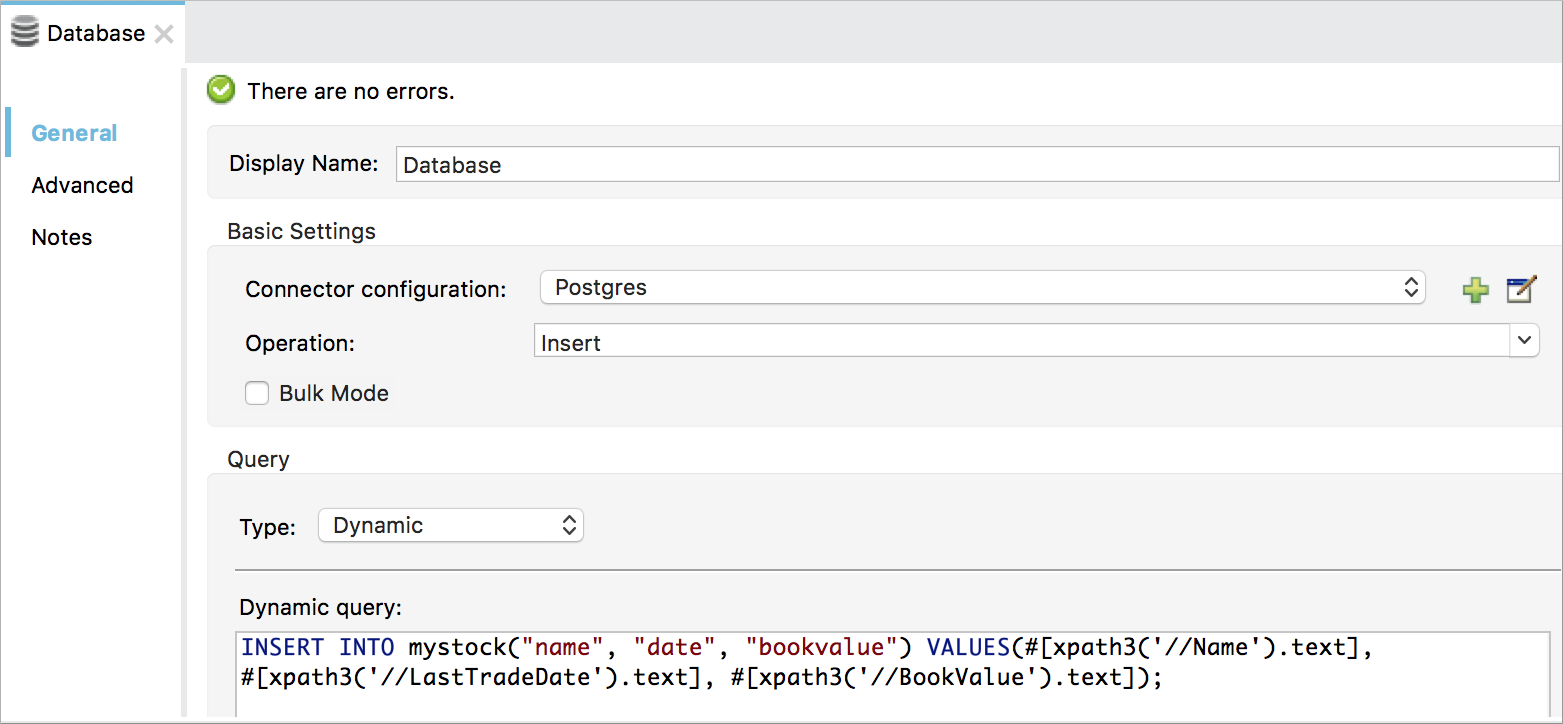 Database
There are no errors.
General
Advanced
Notes
Display Name: Database
Basic Settings
Connector configuration: Postgres
Operation: Insert
Bulk Mode
Query
Type: Dynamic
Dynamic query:
INSERT INTO mystock("name", "date", "bookvalue") VALUES(#[xpath3('//Name').text],
#[xpath3('//LastTradeDate').text], #[xpath3('//BookValue').text]);